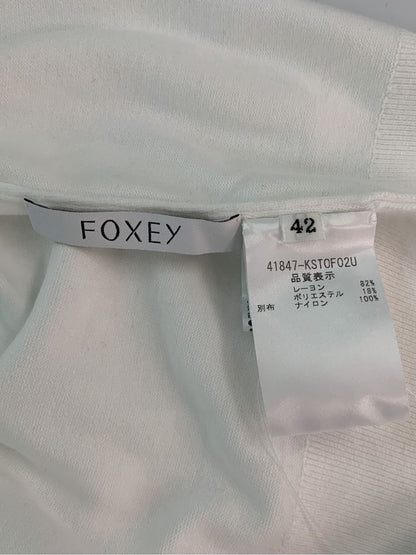 FOXEY
42
41847-KSTOF02U
品質表示
レーヨン 82%
ポリエステル 18%
別布 ナイロン 100%